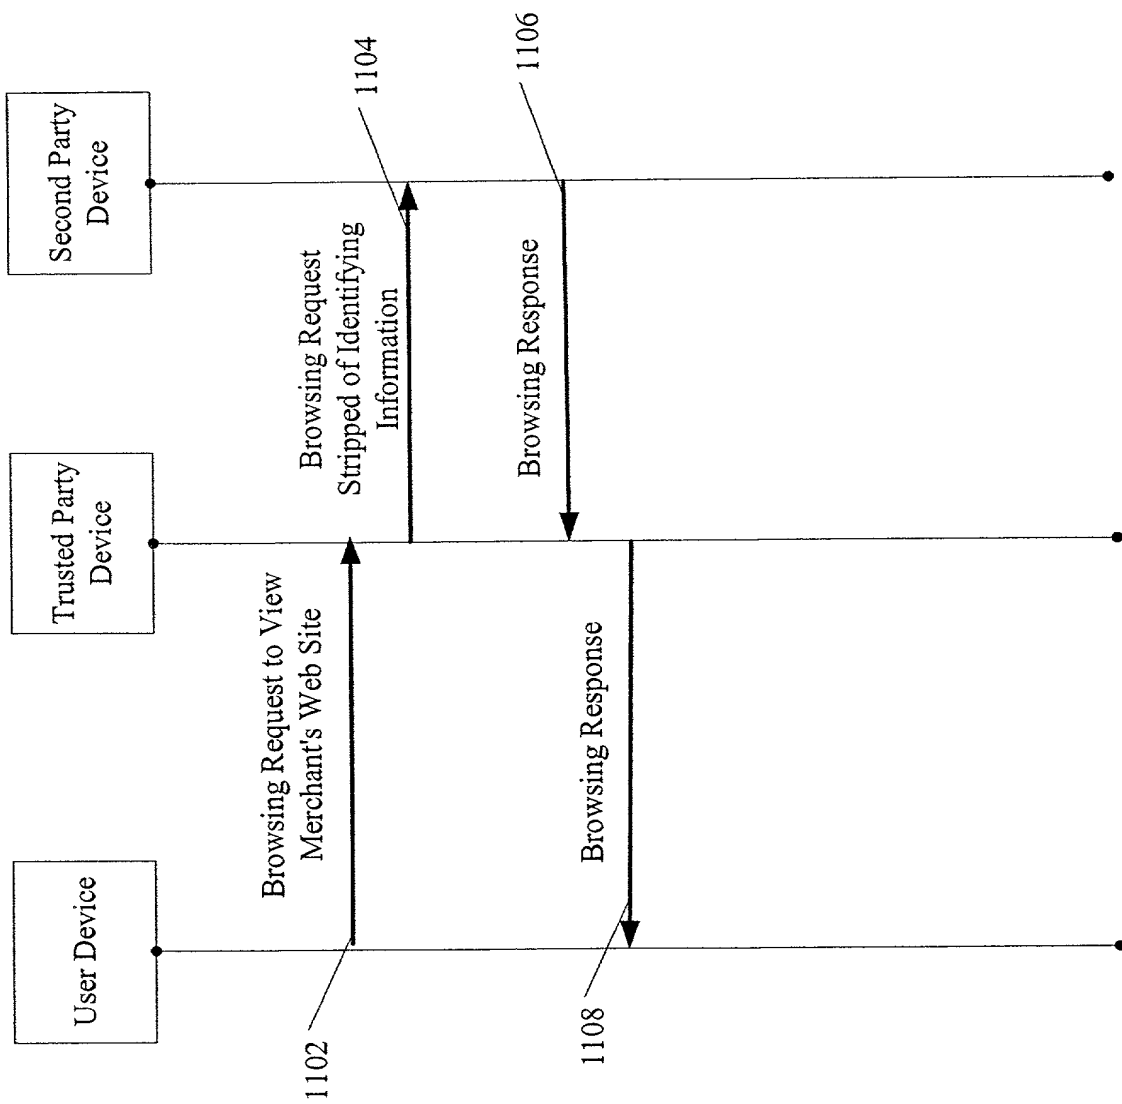 User Device
Trusted Party
Device
Second Party
Device
1102
Browsing Request to View
Merchant's Web Site
Browsing Request
Stripped of Identifying
Information
1104
Browsing Response
1106
1108
Browsing Response